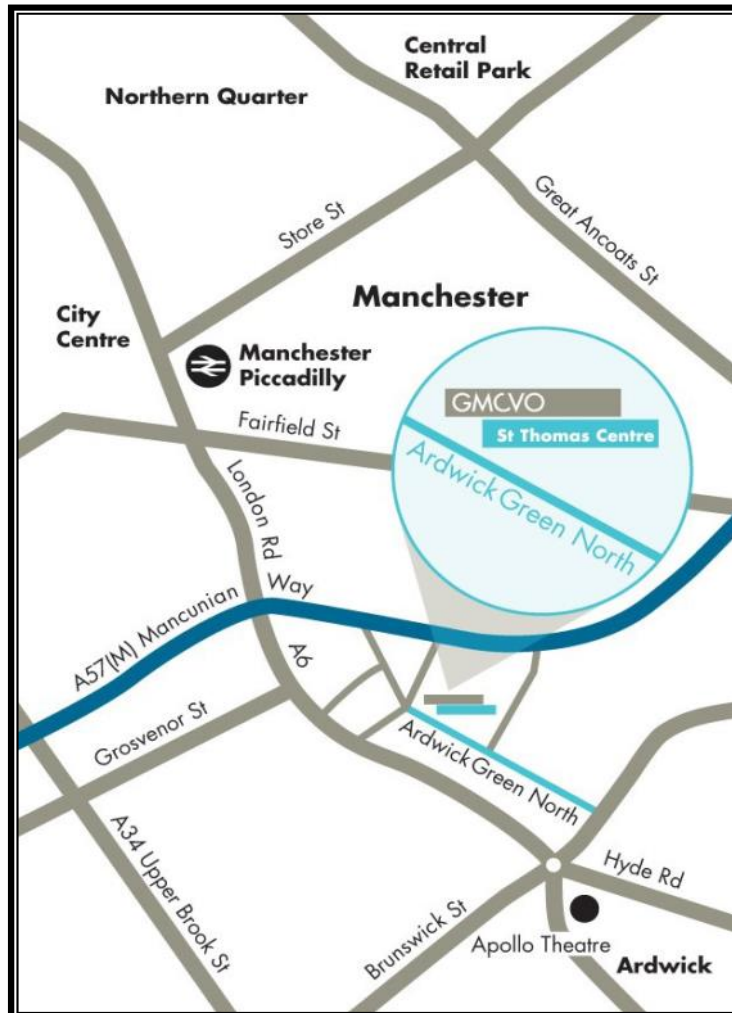 Central
Retail Park
Northern Quarter
Great Ancoats St
Store St
Manchester
City
Centre
Manchester
Piccadilly
GMCVO
St Thomas Centre
Fairfield St
Ardwick Green North
London Rd
A57(M) Mancunian Way
A6
Grosvenor St
Ardwick Green North
A34 Upper Brook St
Hyde Rd
Brunswick St
Apollo Theatre
Ardwick